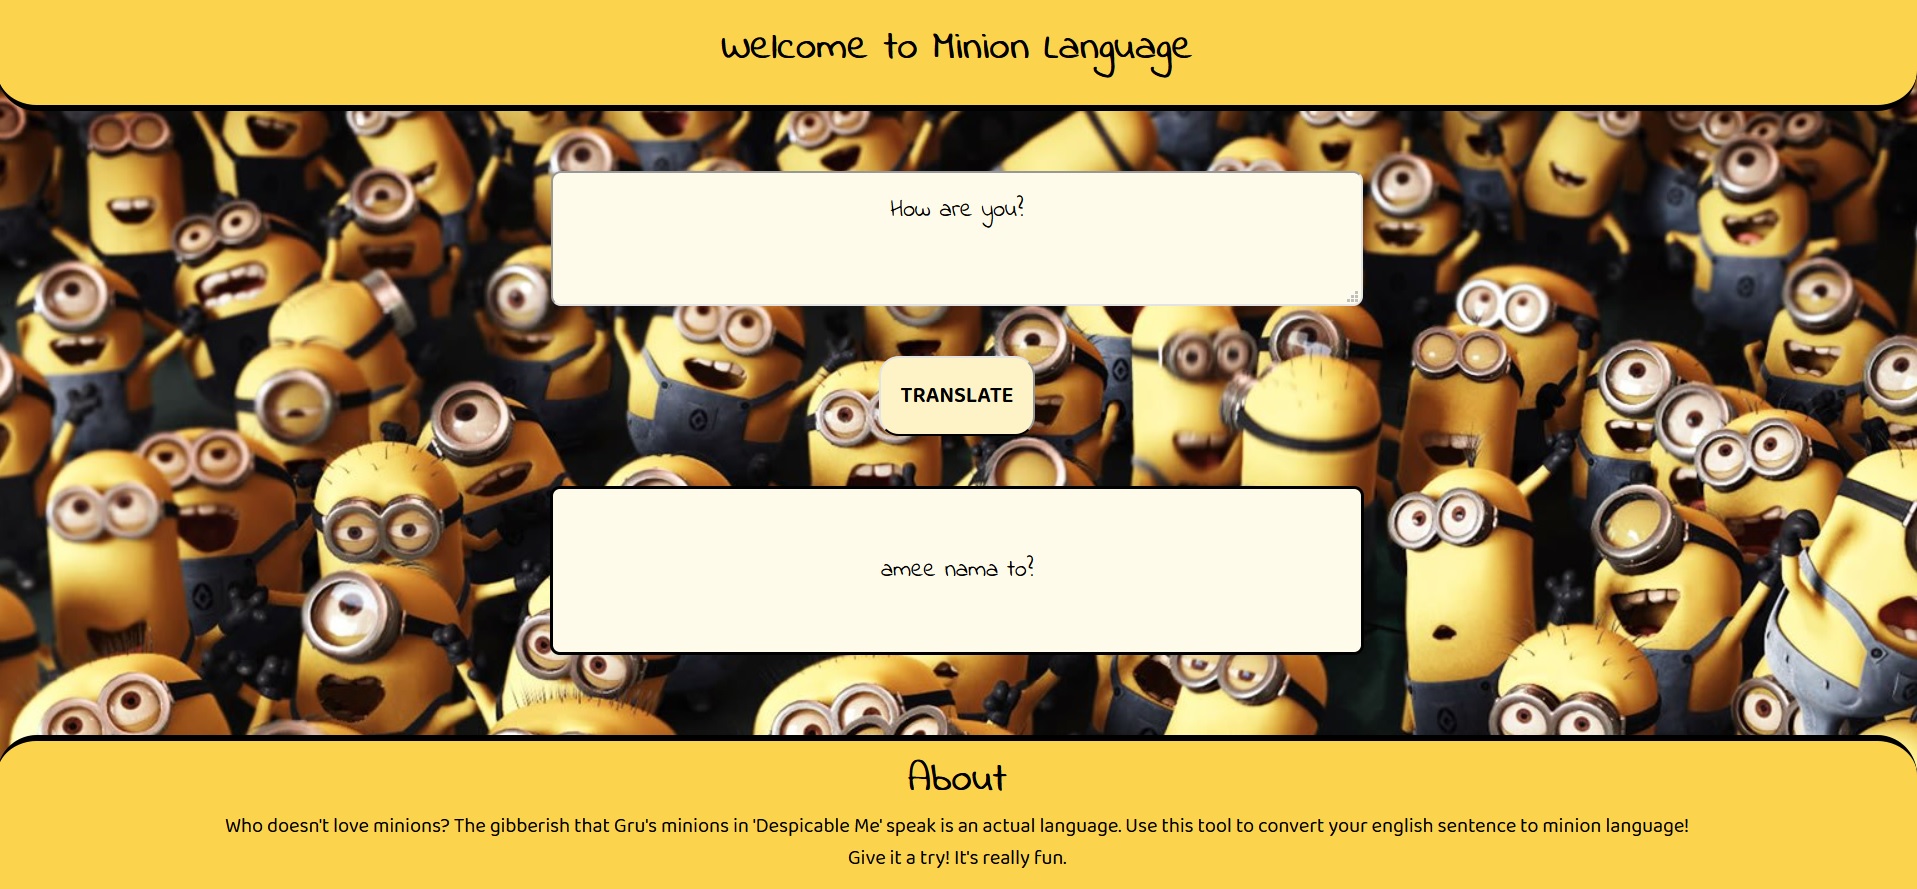 Welcome to Minion Language
How are you?
TRANSLATE
amee nama to?
About
Who doesn't love minions? The gibberish that Gru's minions in 'Despicable Me' speak is an actual language. Use this tool to convert your english sentence to minion language!
Give it a try! It's really fun.